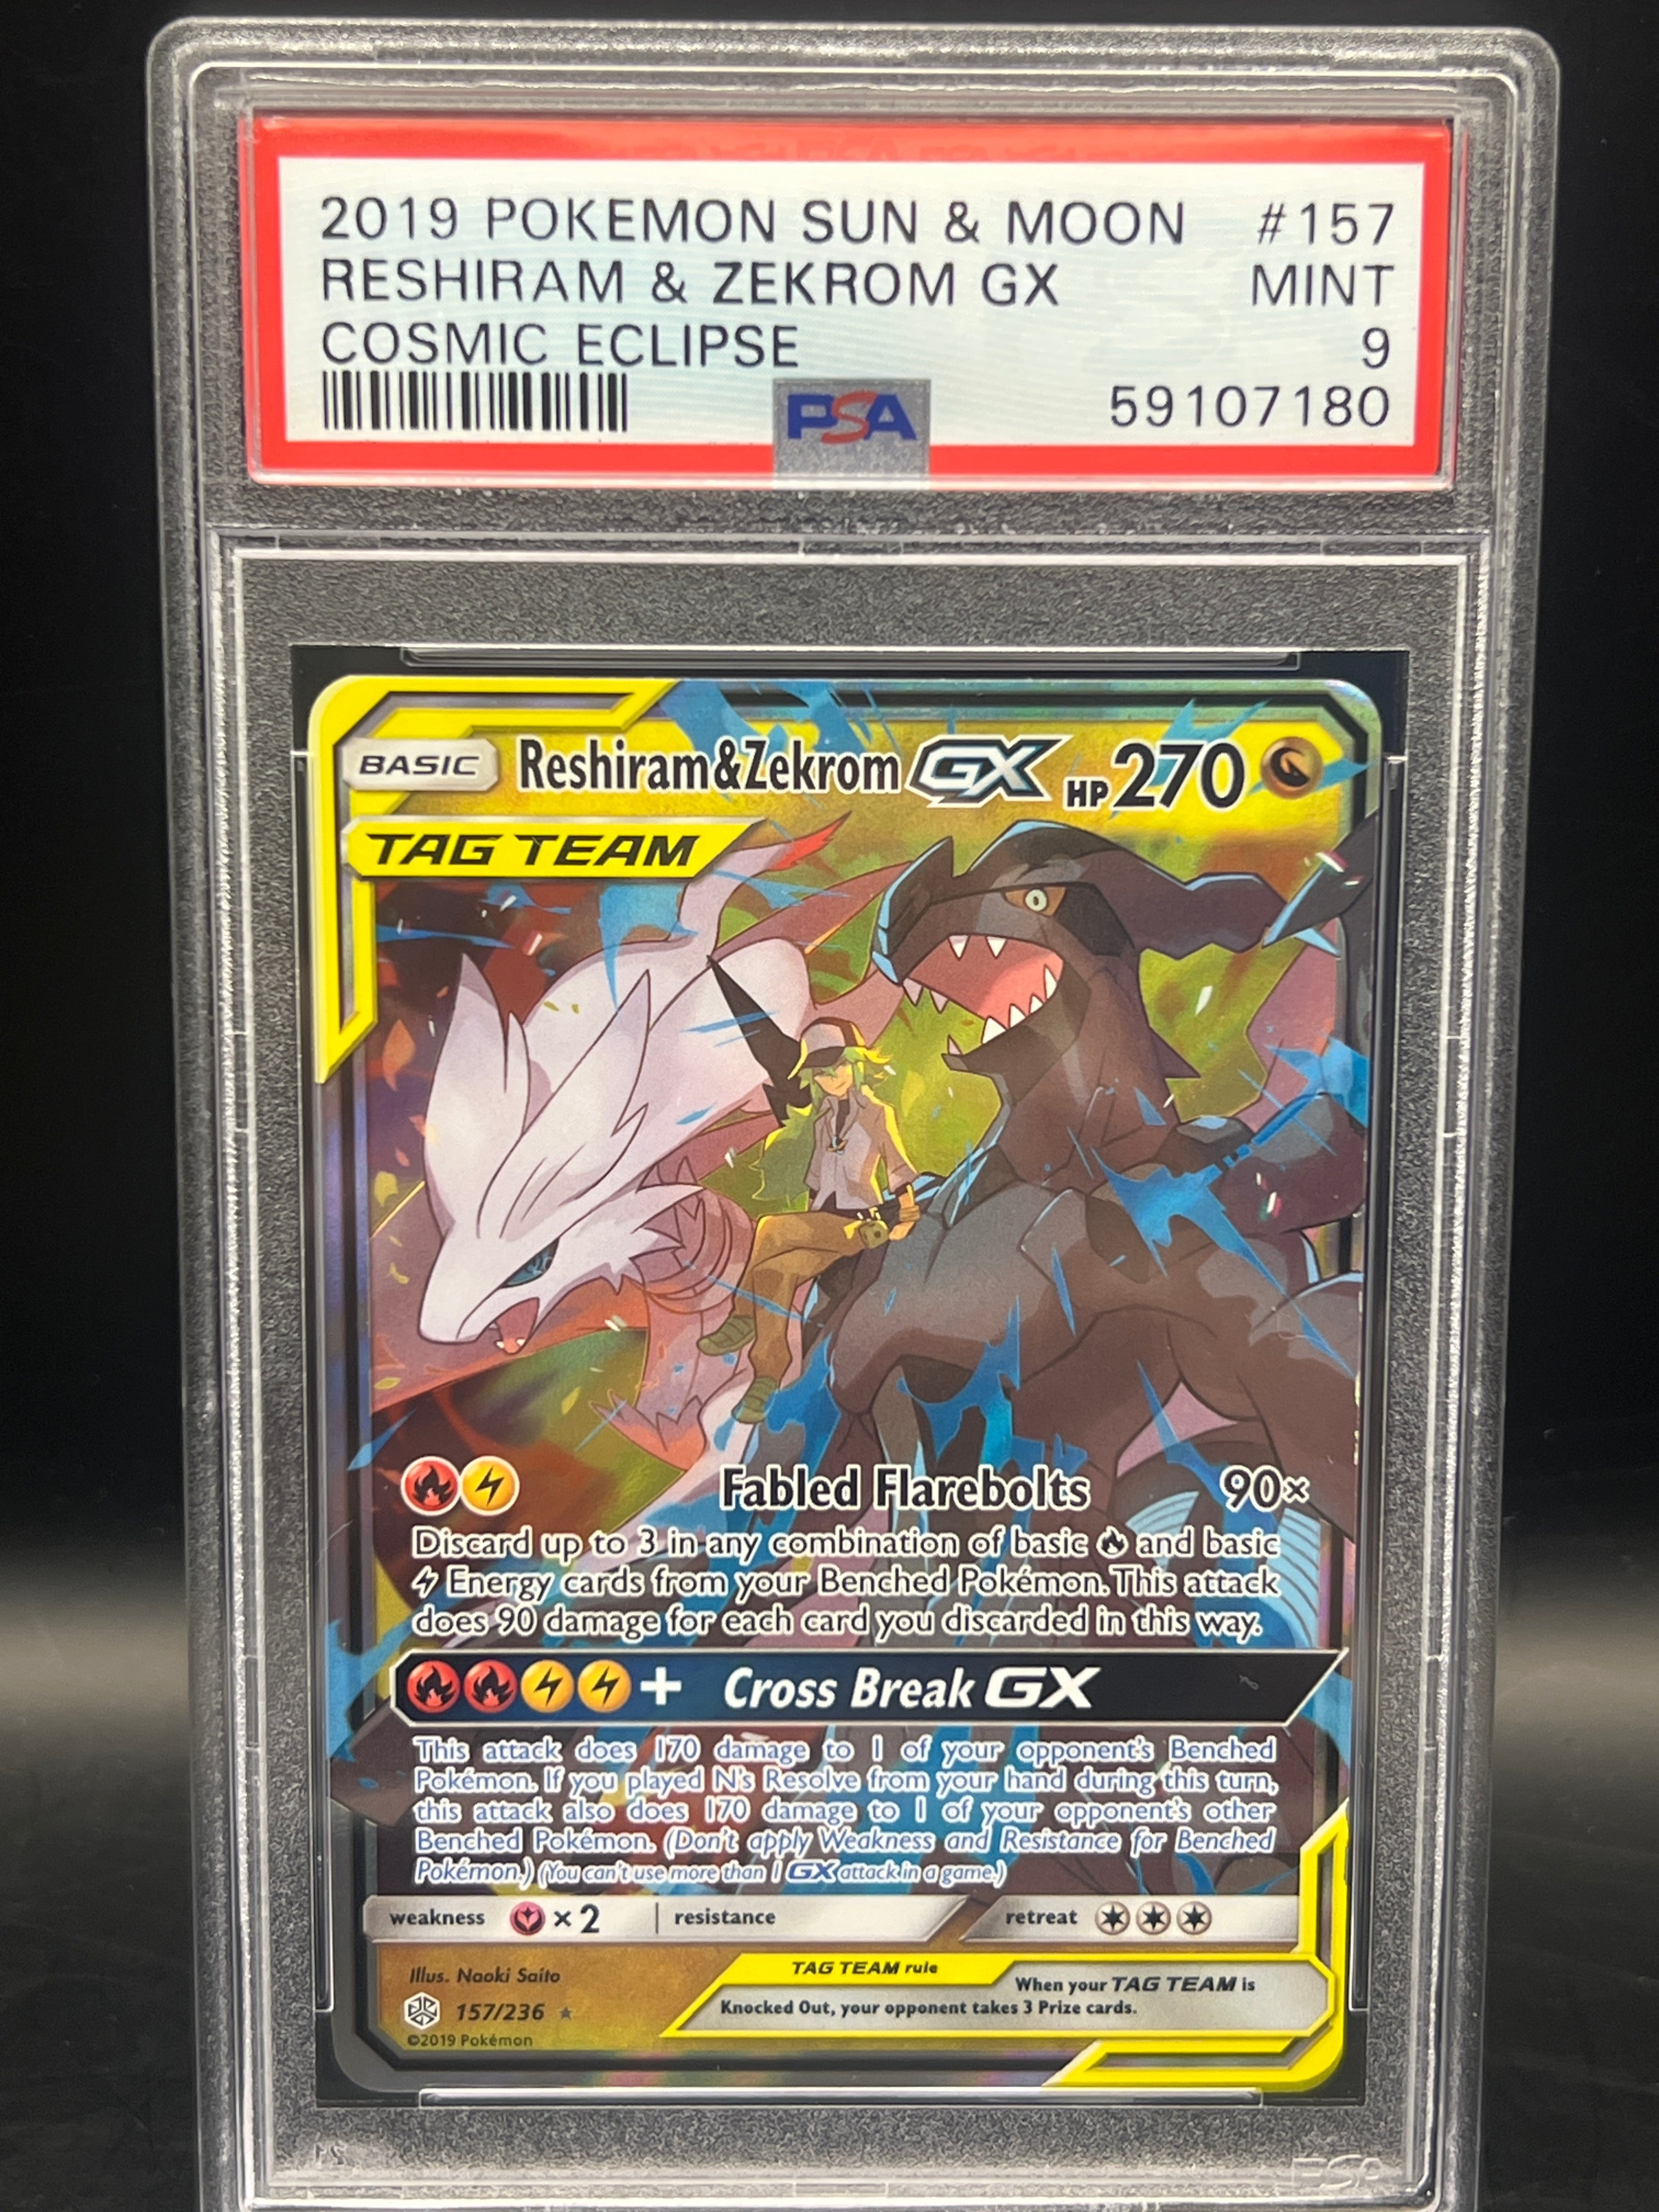 2019 POKEMON SUN & MOON #157
RESHIRAM & ZEKROM GX MINT
COSMIC ECLIPSE 9
PSA 59107180
BASIC Reshiram&Zekrom GX HP270
TAG TEAM
Fabled Flarebolts 90×
Discard up to 3 in any combination of basic and basic
Energy cards from your Benched Pokémon. This attack
does 90 damage for each card you discarded in this way.
+ Cross Break GX
This attack does 170 damage to 1 of your opponent's Benched
Pokémon. If you played N's Resolve from your hand during this turn,
this attack also does 170 damage to 1 of your opponent's other
Benched Pokémon. (Don't apply Weakness and Resistance for Benched
Pokémon.) (You can't use more than 1 GX attack in a game.)
weakness ×2 resistance retreat
Illus. Naoki Saito
157/236 ★
©2019 Pokémon
TAG TEAM rule
When your TAG TEAM is
Knocked Out, your opponent takes 3 Prize cards.
PSA